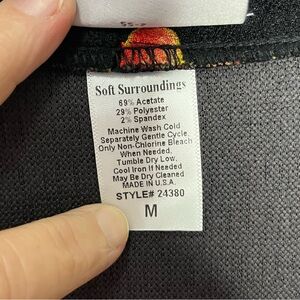 Soft Surroundings
69% Acetate
29% Polyester
2% Spandex
Machine Wash Cold
Separately Gentle Cycle
Only Non-Chlorine Bleach
When Needed,
Tumble Dry Low,
Cool Iron If Needed
May Be Dry Cleaned
MADE IN U.S.A.
STYLE# 24380
M